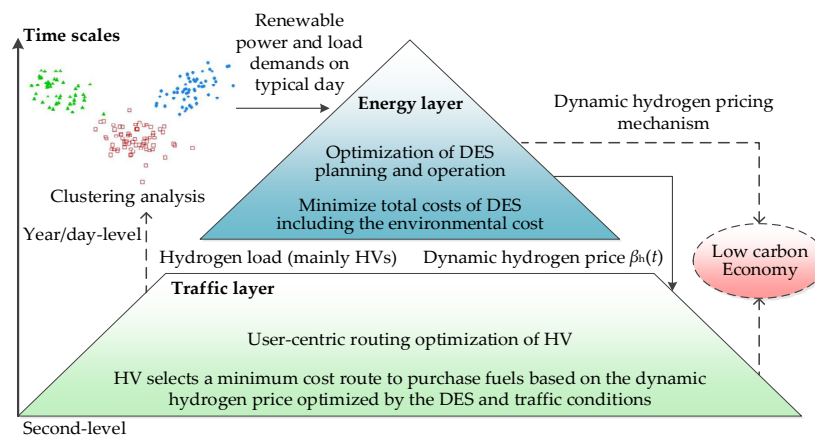 Time scales
Renewable
power and load
demands on
typical day
Energy layer
Dynamic hydrogen pricing
mechanism
Optimization of DES
planning and operation
Clustering analysis
Minimize total costs of DES
including the environmental cost
Year/day-level
Hydrogen load (mainly HVs)
Dynamic hydrogen price βh(t)
Low carbon
Economy
Traffic layer
User-centric routing optimization of HV
HV selects a minimum cost route to purchase fuels based on the dynamic
hydrogen price optimized by the DES and traffic conditions
Second-level